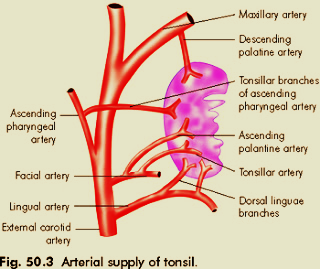 Maxillary artery
Descending
palatine artery
Tonsillar branches
of ascending
pharyngeal artery
Ascending
pharyngeal
artery
Ascending
palantine artery
Facial artery
Tonsillar artery
Lingual artery
Dorsal linguae
branches
External carotid
artery
Fig. 50.3 Arterial supply of tonsil.